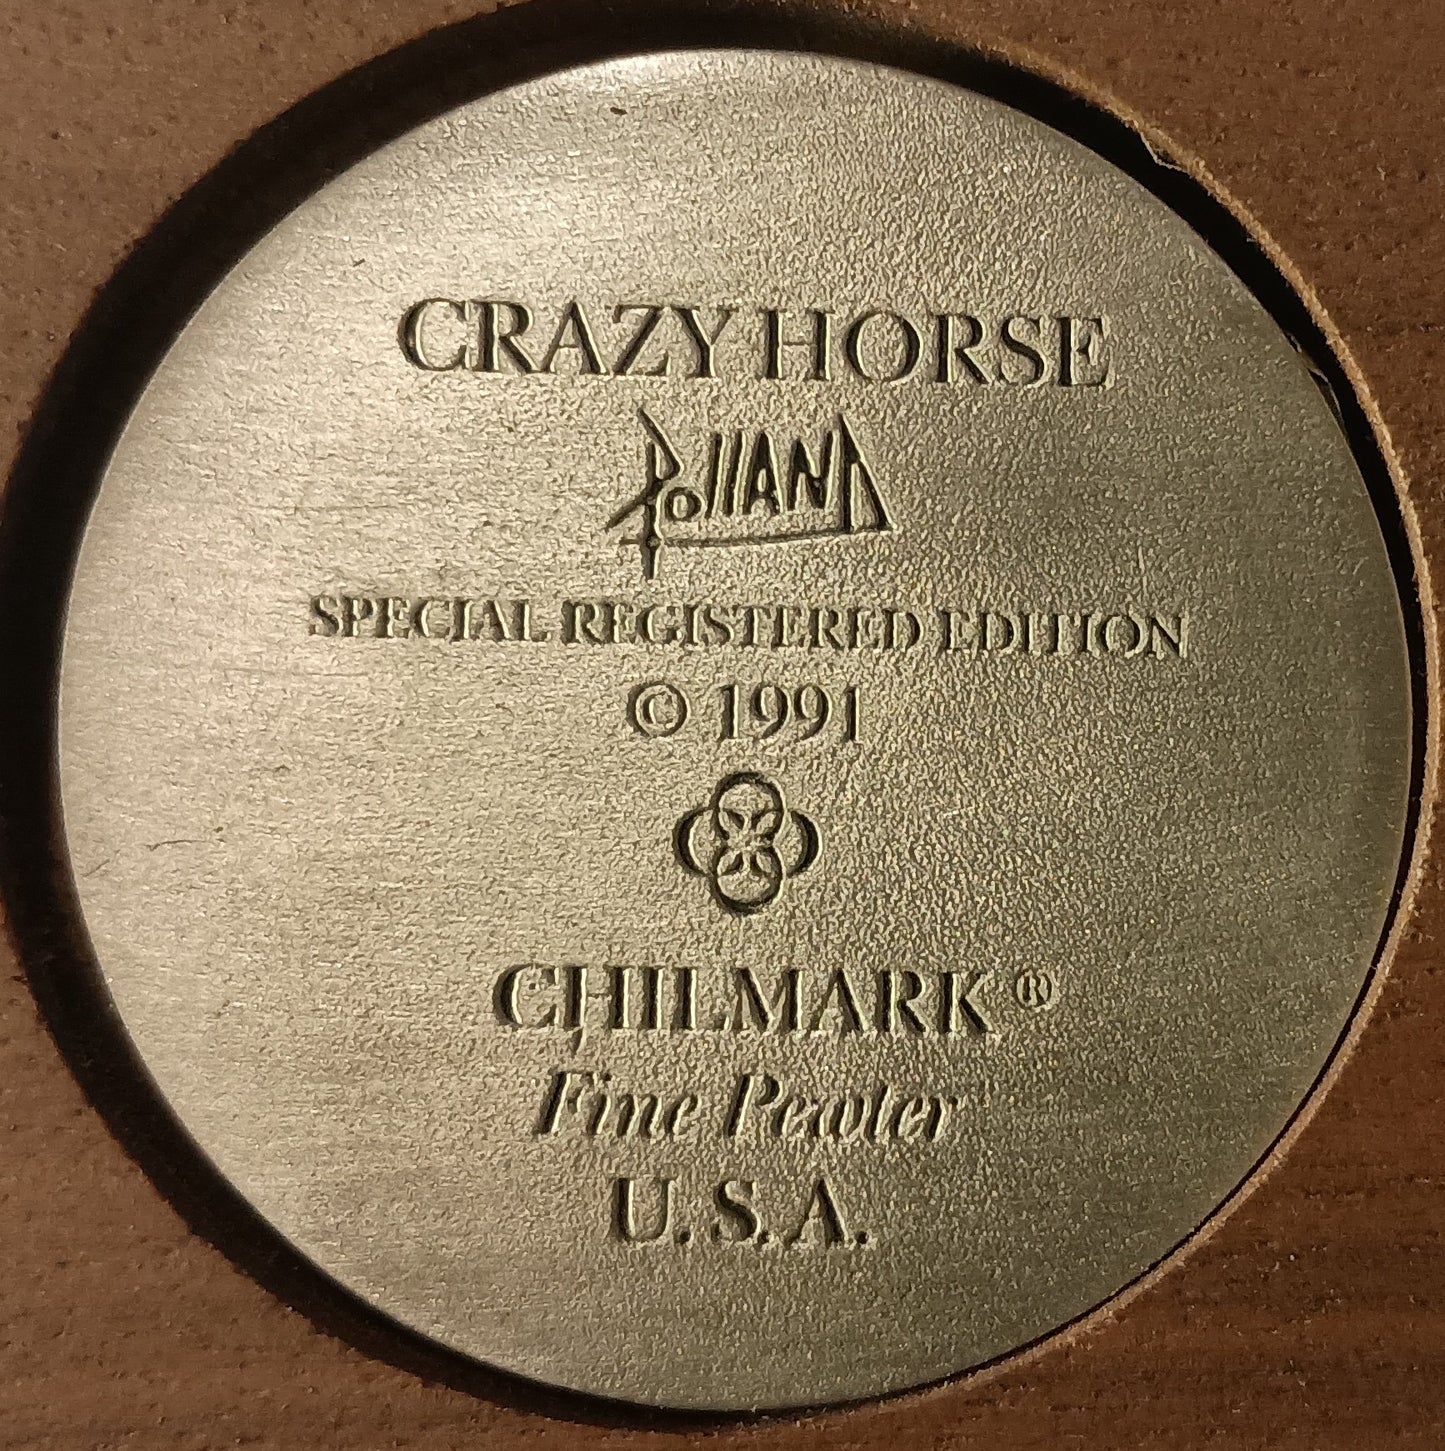 CRAZY HORSE
Polland
SPECIAL REGISTERED EDITION
© 1991
CHILMARK ®
Fine Pewter
U.S.A.